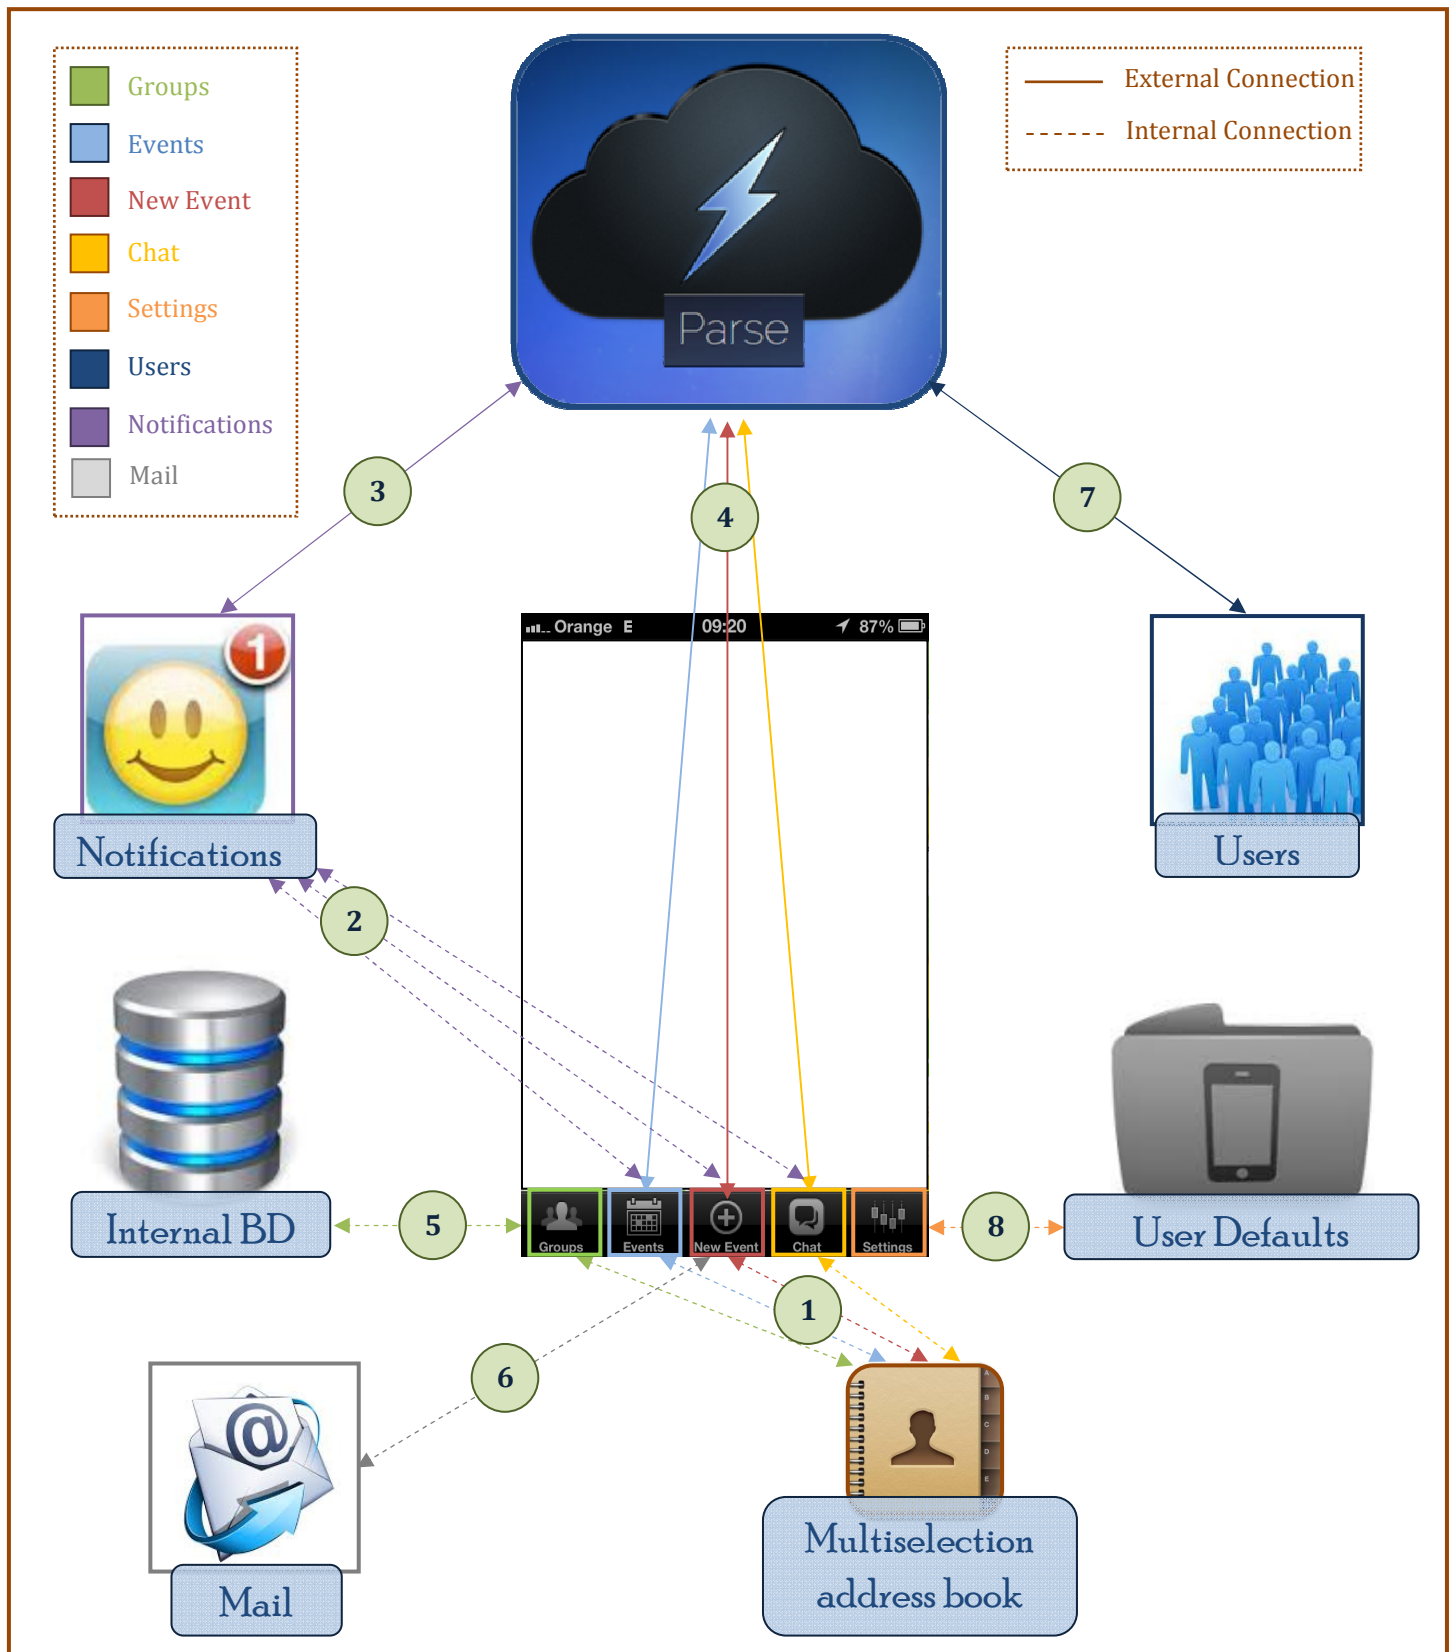 Groups
Events
New Event
Chat
Settings
Users
Notifications
Mail
External Connection
Internal Connection
Parse
3
4
7
Orange E 09:20 87%
1
Notifications
Users
2
Internal BD
5
Groups
Events
New Event
Chat
Settings
8
User Defaults
1
6
@
A
B
C
D
E
Mail
Multiselection
address book